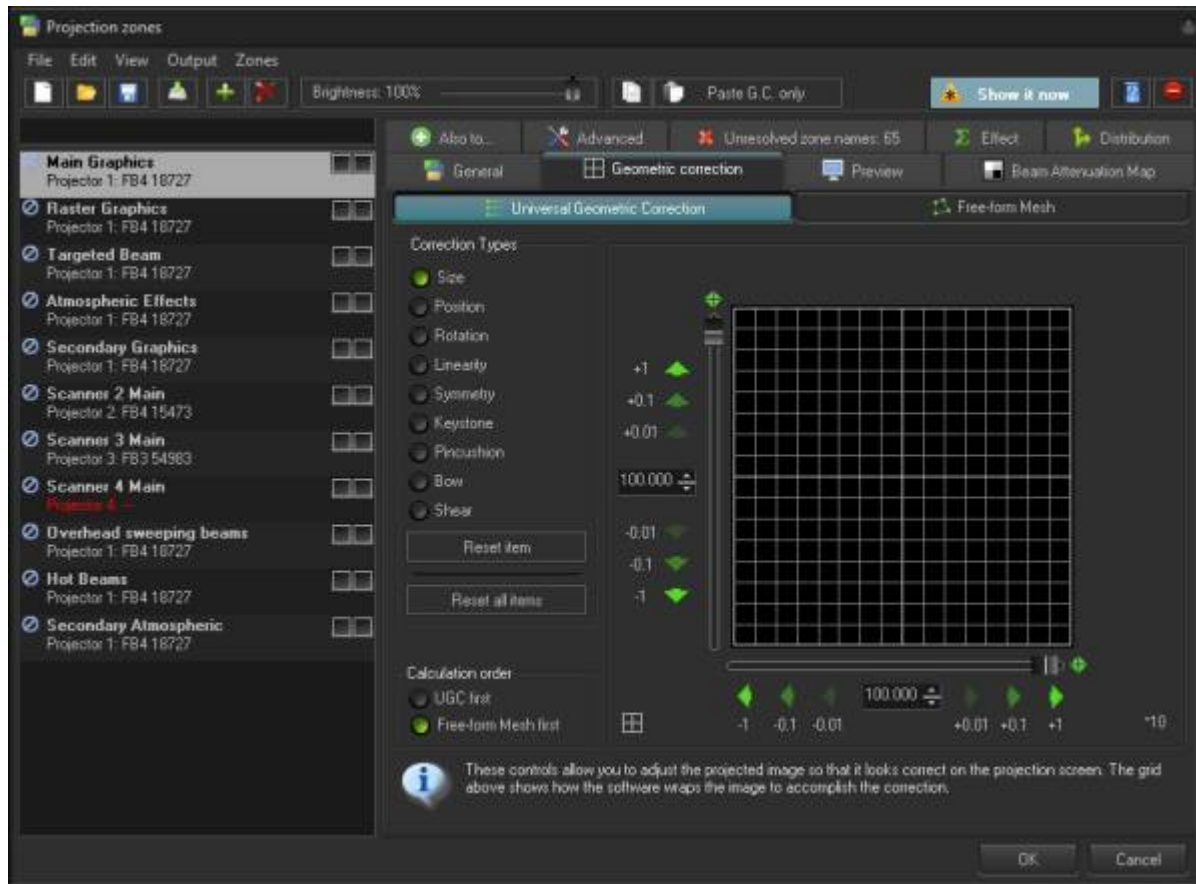 Projection zones
File Edit View Output Zones
Brightness: 100%
Paste G.C. only
Show it now
Also to...
Advanced
Unresolved zone names: 65
Effect
Distribution
General
Geometric correction
Preview
Beam Attenuation Map
Universal Geometric Correction
Free-form Mesh
Main Graphics
Projector 1: FB4 18727
Raster Graphics
Projector 1: FB4 18727
Targeted Beam
Projector 1: FB4 18727
Atmospheric Effects
Projector 1: FB4 18727
Secondary Graphics
Projector 1: FB4 18727
Scanner 2 Main
Projector 2: FB4 15473
Scanner 3 Main
Projector 3: FB3 54983
Scanner 4 Main
Projector 4: --
Overhead sweeping beams
Projector 1: FB4 18727
Hot Beams
Projector 1: FB4 18727
Secondary Atmospheric
Projector 1: FB4 18727
Correction Types
Size
Position
Rotation
Linearity
Symmetry
Keystone
Pincushion
Bow
Shear
Reset item
Reset all items
Calculation order
UGC first
Free-form Mesh first
+1
+0.1
+0.01
100.000
-0.01
-0.1
-1
100.000
-1 -0.1 -0.01 +0.01 +0.1 +1 *10
These controls allow you to adjust the projected image so that it looks correct on the projection screen. The grid
above shows how the software wraps the image to accomplish the correction.
OK
Cancel